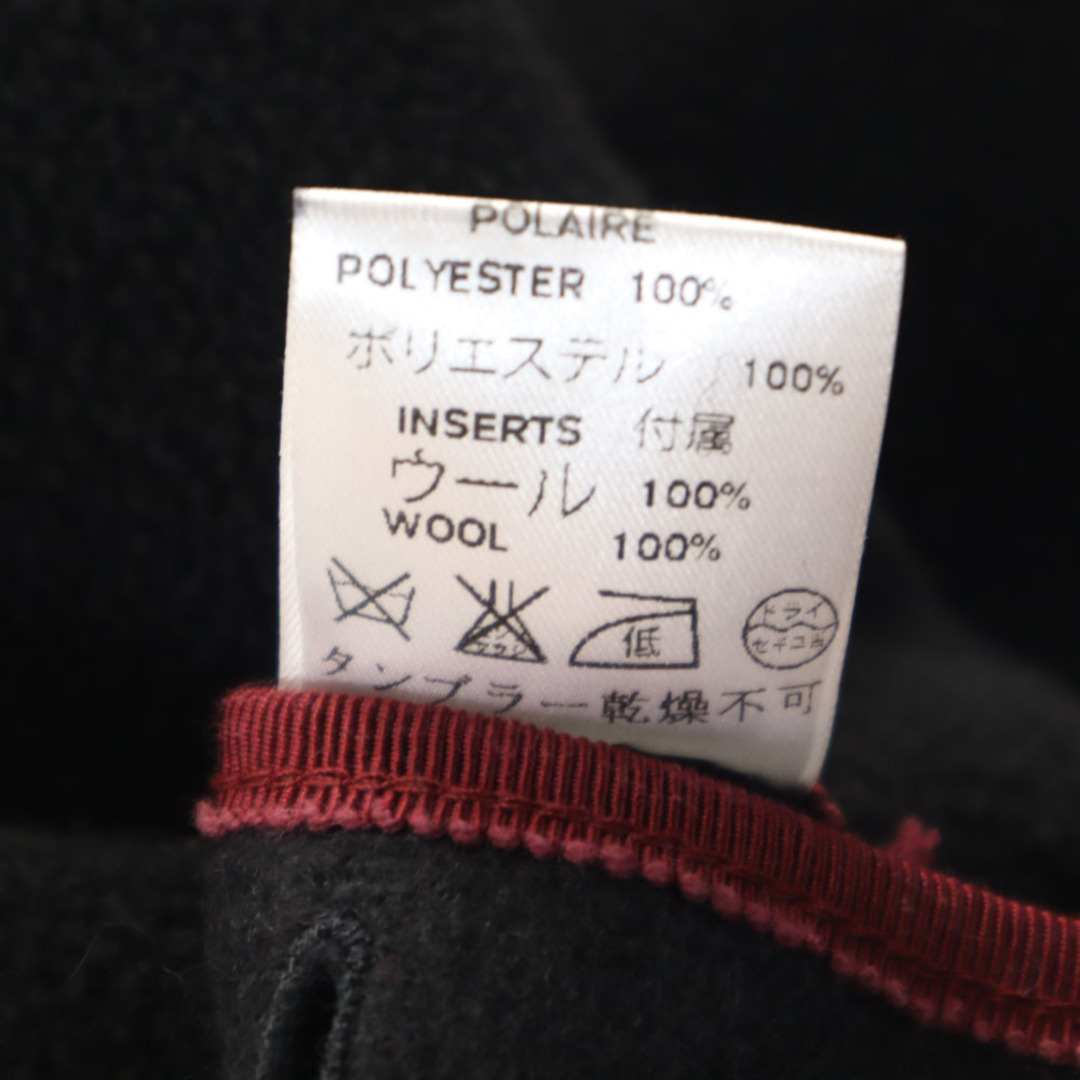 POLAIRE
POLYESTER 100%
ポリエステル 100%
INSERTS 付属
ウール 100%
WOOL 100%
低
ドライ
セキユ系
タンブラー乾燥不可